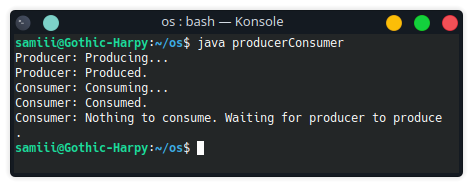 os : bash — Konsole
samiii@Gothic-Harpy:~/os$ java producerConsumer
Producer: Producing...
Producer: Produced.
Consumer: Consuming...
Consumer: Consumed.
Consumer: Nothing to consume. Waiting for producer to produce
.
samiii@Gothic-Harpy:~/os$